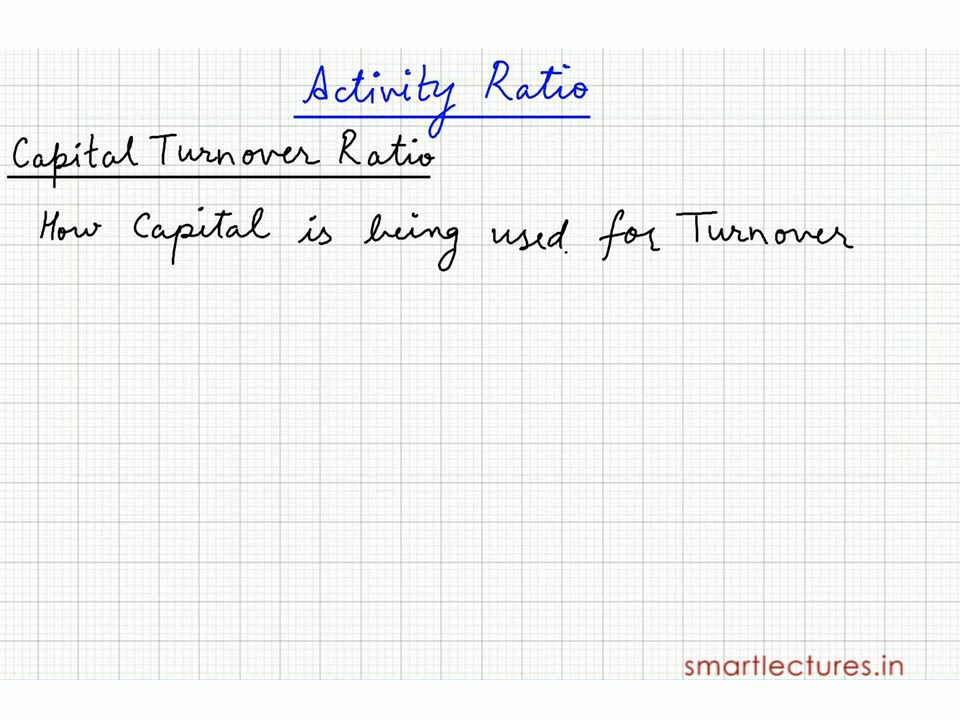 Activity Ratio
Capital Turnover Ratio
How Capital is being used for Turnover
smartlectures.in